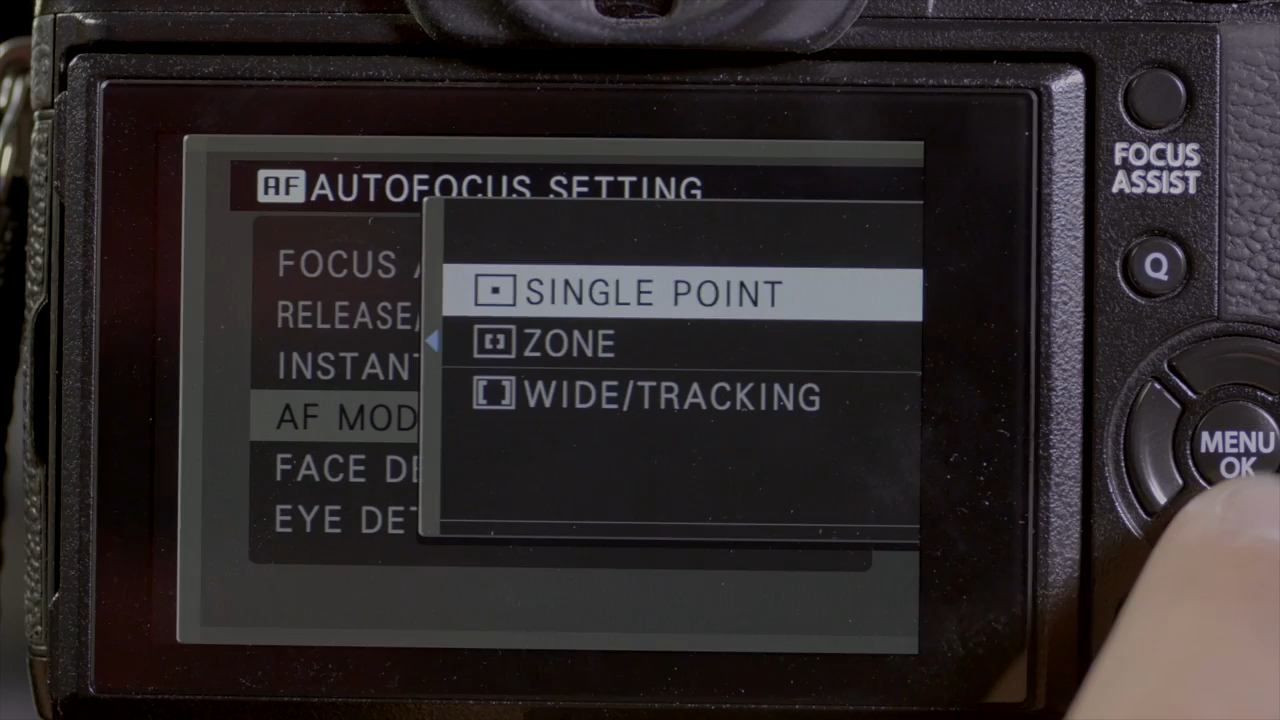 AF AUTOFOCUS SETTING
FOCUS
RELEASE/
INSTANT
AF MOD
FACE DE
EYE DET
SINGLE POINT
ZONE
WIDE/TRACKING
FOCUS
ASSIST
Q
MENU
OK